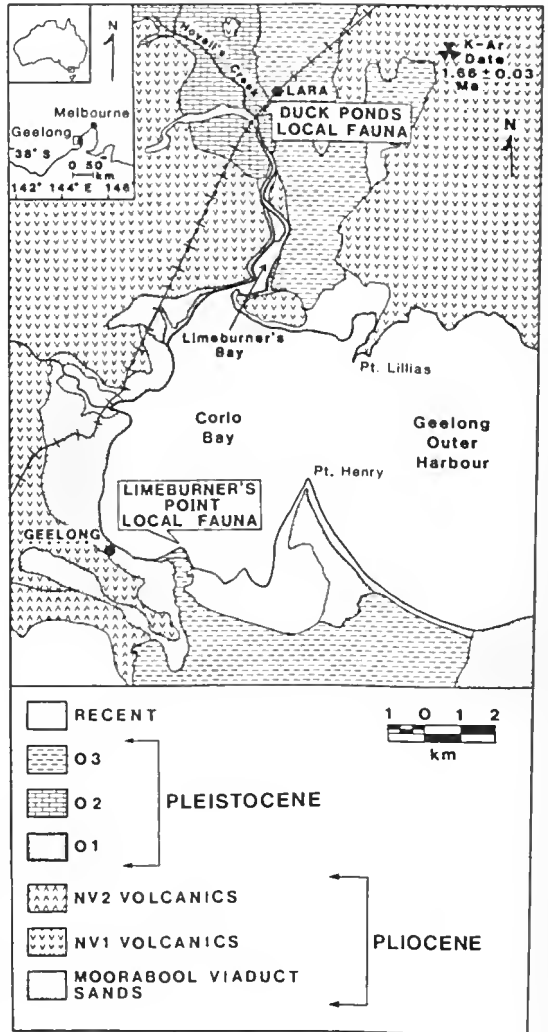 N
Melbourne
Geelong
38° S
0 50
km
142° 144° E 146
Hovell's Creek
LARA
DUCK PONDS
LOCAL FAUNA
K-Ar
Date
1.66 ± 0.03
Ma
N
Limeburner's
Bay
Pt. Lillias
Corio
Bay
Geelong
Outer
Harbour
Pt. Henry
LIMEBURNER'S
POINT
LOCAL FAUNA
GEELONG
RECENT
O3
O2
O1
PLEISTOCENE
NV2 VOLCANICS
NV1 VOLCANICS
MOORABOOL VIADUCT
SANDS
PLIOCENE
1 0 1 2
km